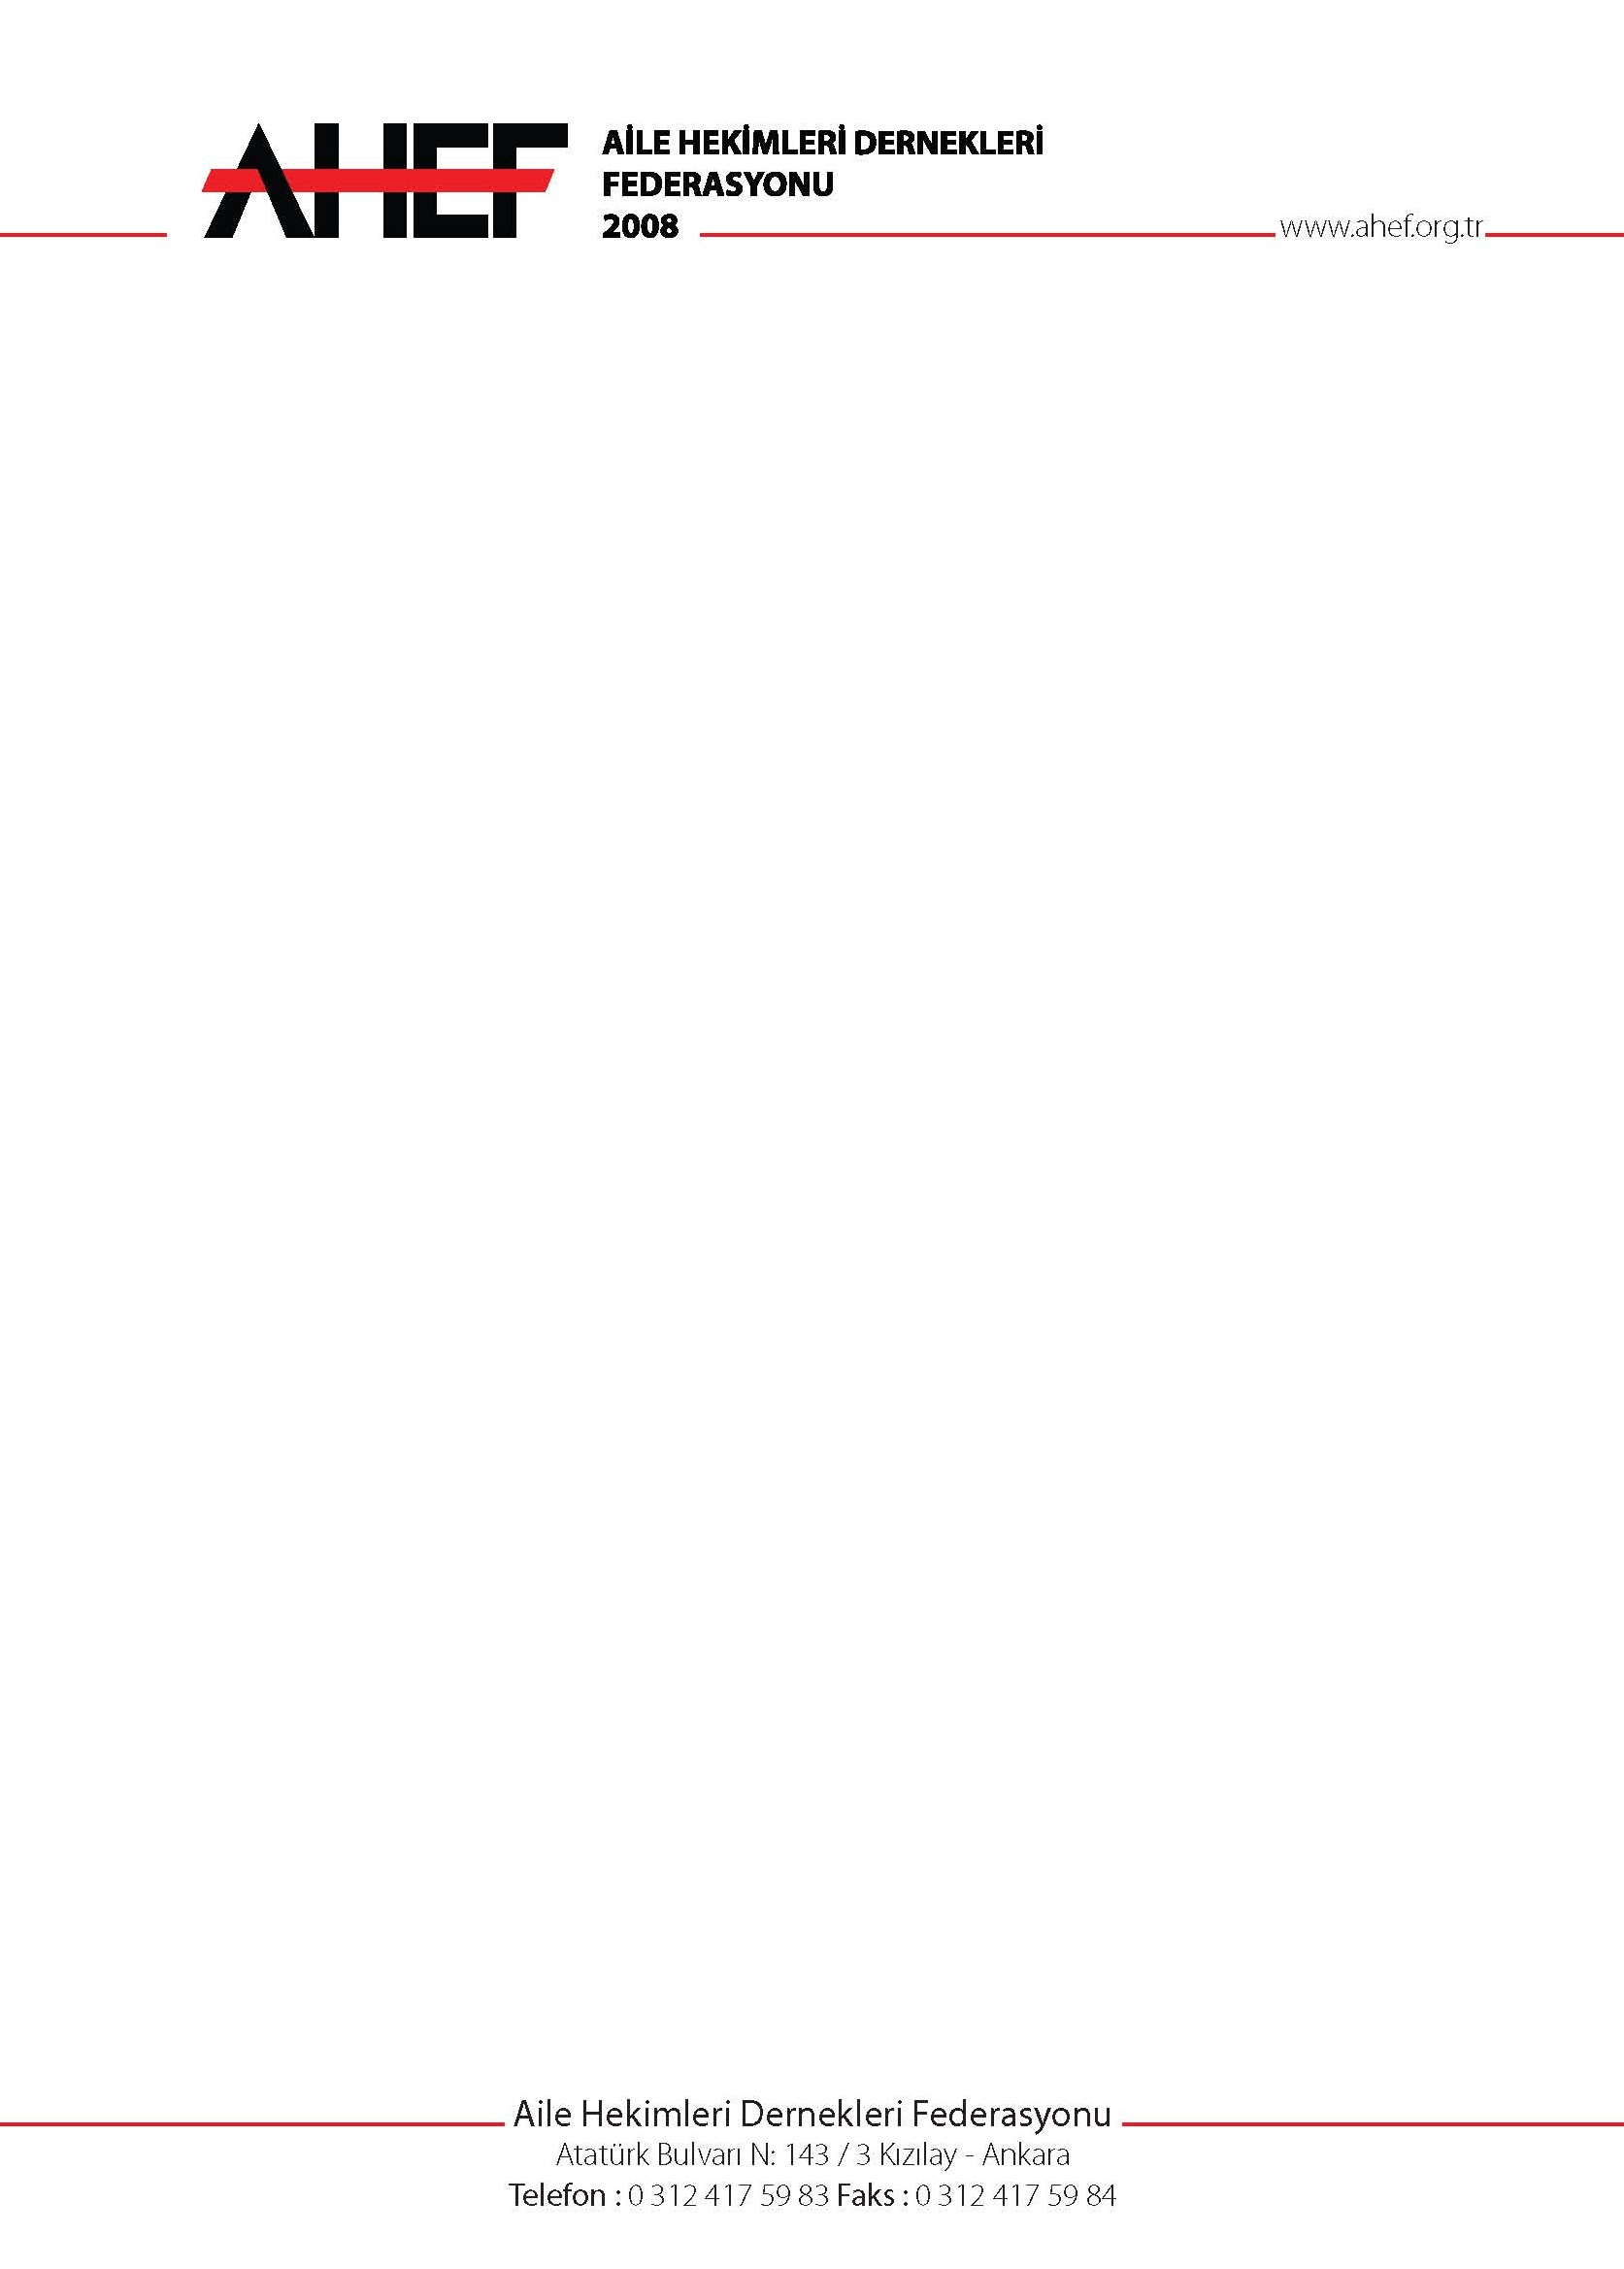 AHEF
AİLE HEKİMLERİ DERNEKLERİ
FEDERASYONU
2008
www.ahef.org.tr
Aile Hekimleri Dernekleri Federasyonu
Atatürk Bulvarı N: 143 / 3 Kızılay - Ankara
Telefon : 0 312 417 59 83 Faks : 0 312 417 59 84